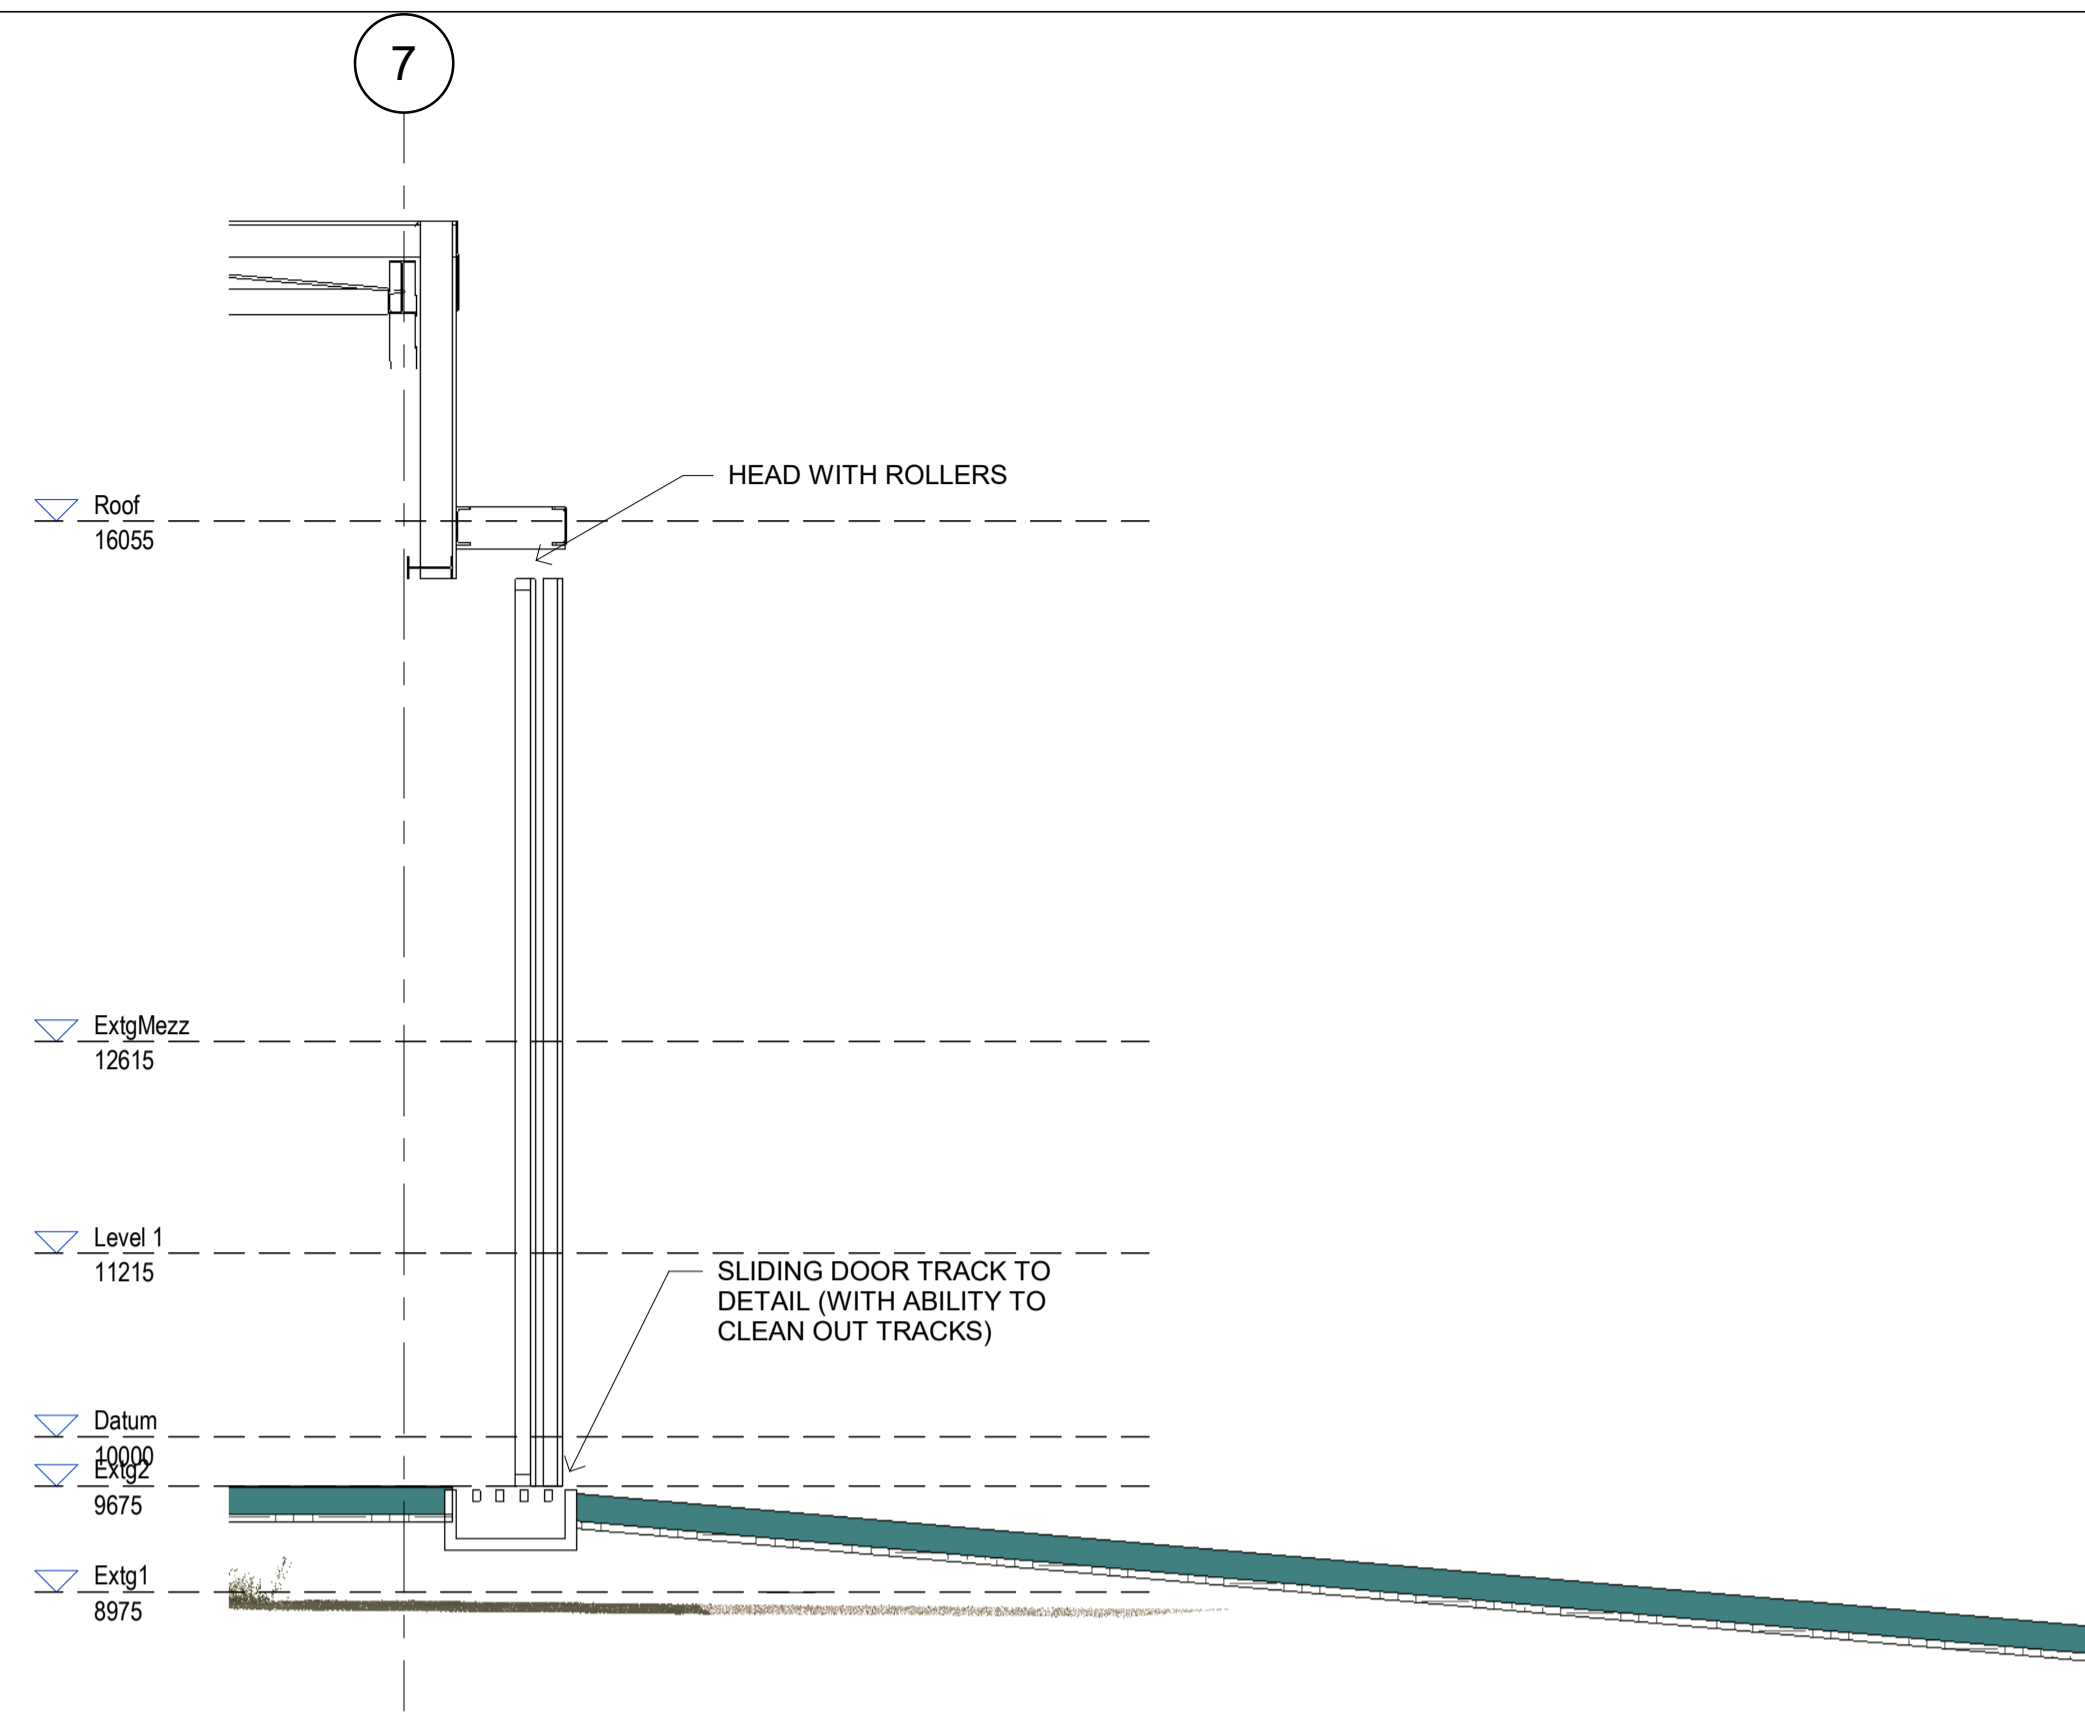 7
HEAD WITH ROLLERS
Roof
16055
ExtgMezz
12615
Level 1
11215
SLIDING DOOR TRACK TO
DETAIL (WITH ABILITY TO
CLEAN OUT TRACKS)
Datum
10000
Extg2
9675
Extg1
8975